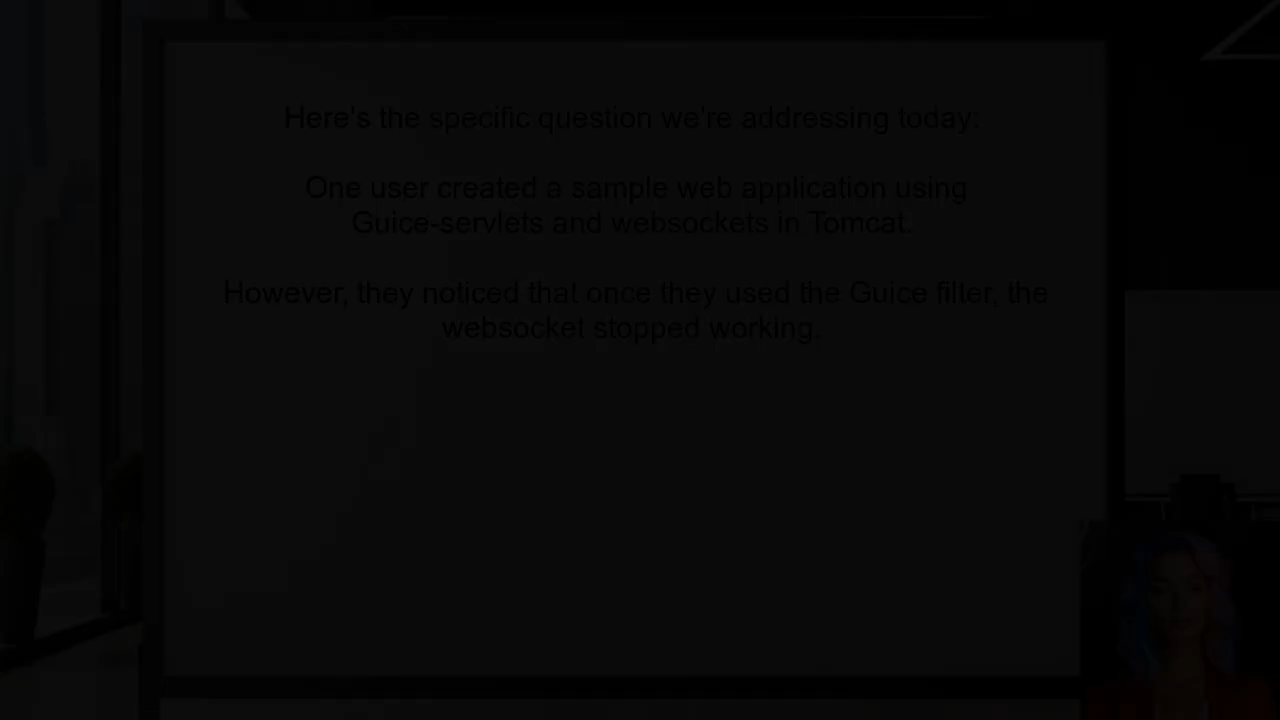 Here's the specific question we're addressing today:
One user created a sample web application using
Guice-servlets and websockets in Tomcat.
However, they noticed that once they used the Guice filter, the
websocket stopped working.